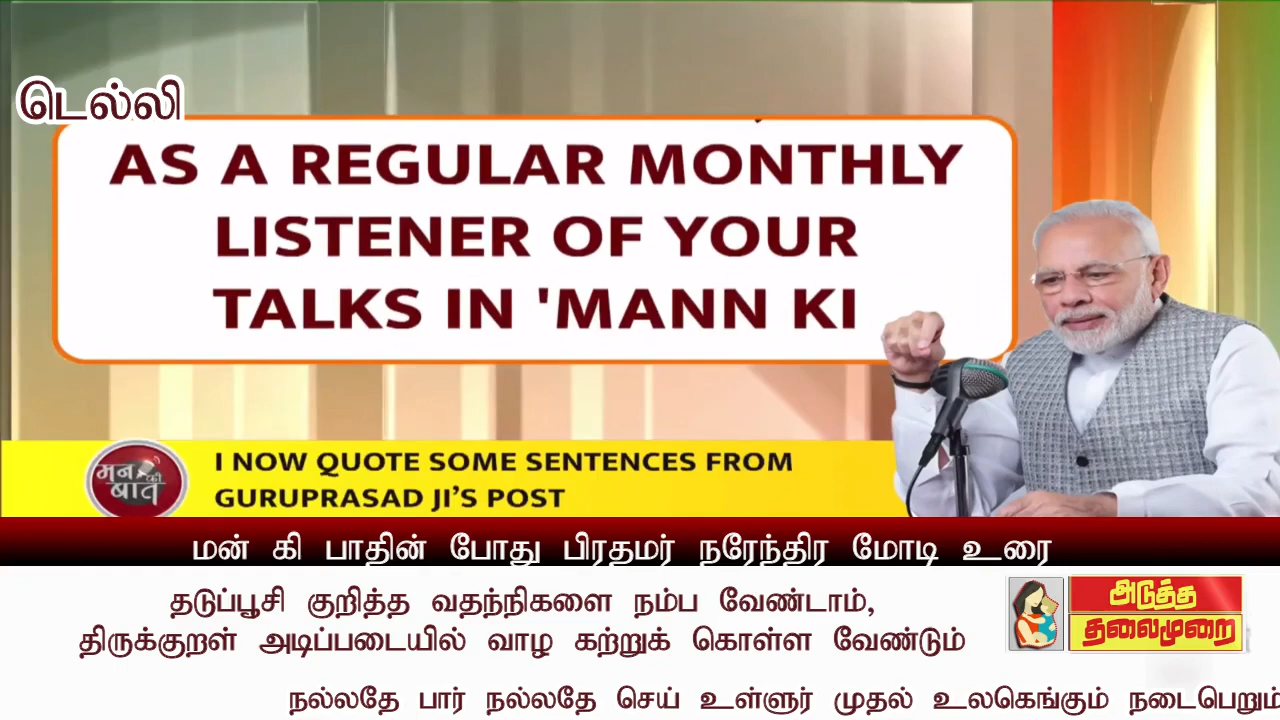 டெல்லி
AS A REGULAR MONTHLY
LISTENER OF YOUR
TALKS IN 'MANN KI
मन की बात
I NOW QUOTE SOME SENTENCES FROM
GURUPRASAD JI'S POST
மன் கி பாதின் போது பிரதமர் நரேந்திர மோடி உரை
தடுப்பூசி குறித்த வதந்நிகளை நம்ப வேண்டாம்,
திருக்குறள் அடிப்படையில் வாழ கற்றுக் கொள்ள வேண்டும்
அடுத்த
தலைமுறை
நல்லதே பார் நல்லதே செய் உள்ளுர் முதல் உலகெங்கும் நடைபெறும்